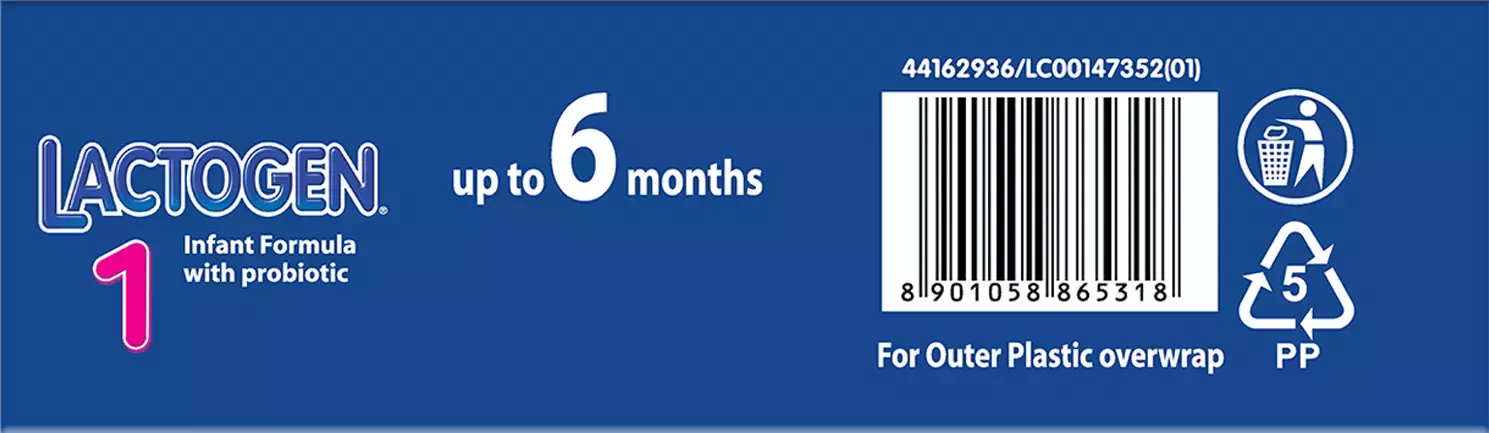 LACTOGEN®
1
Infant Formula
with probiotic
up to 6 months
44162936/LC00147352(01)
8 901058 865318
For Outer Plastic overwrap
5
PP